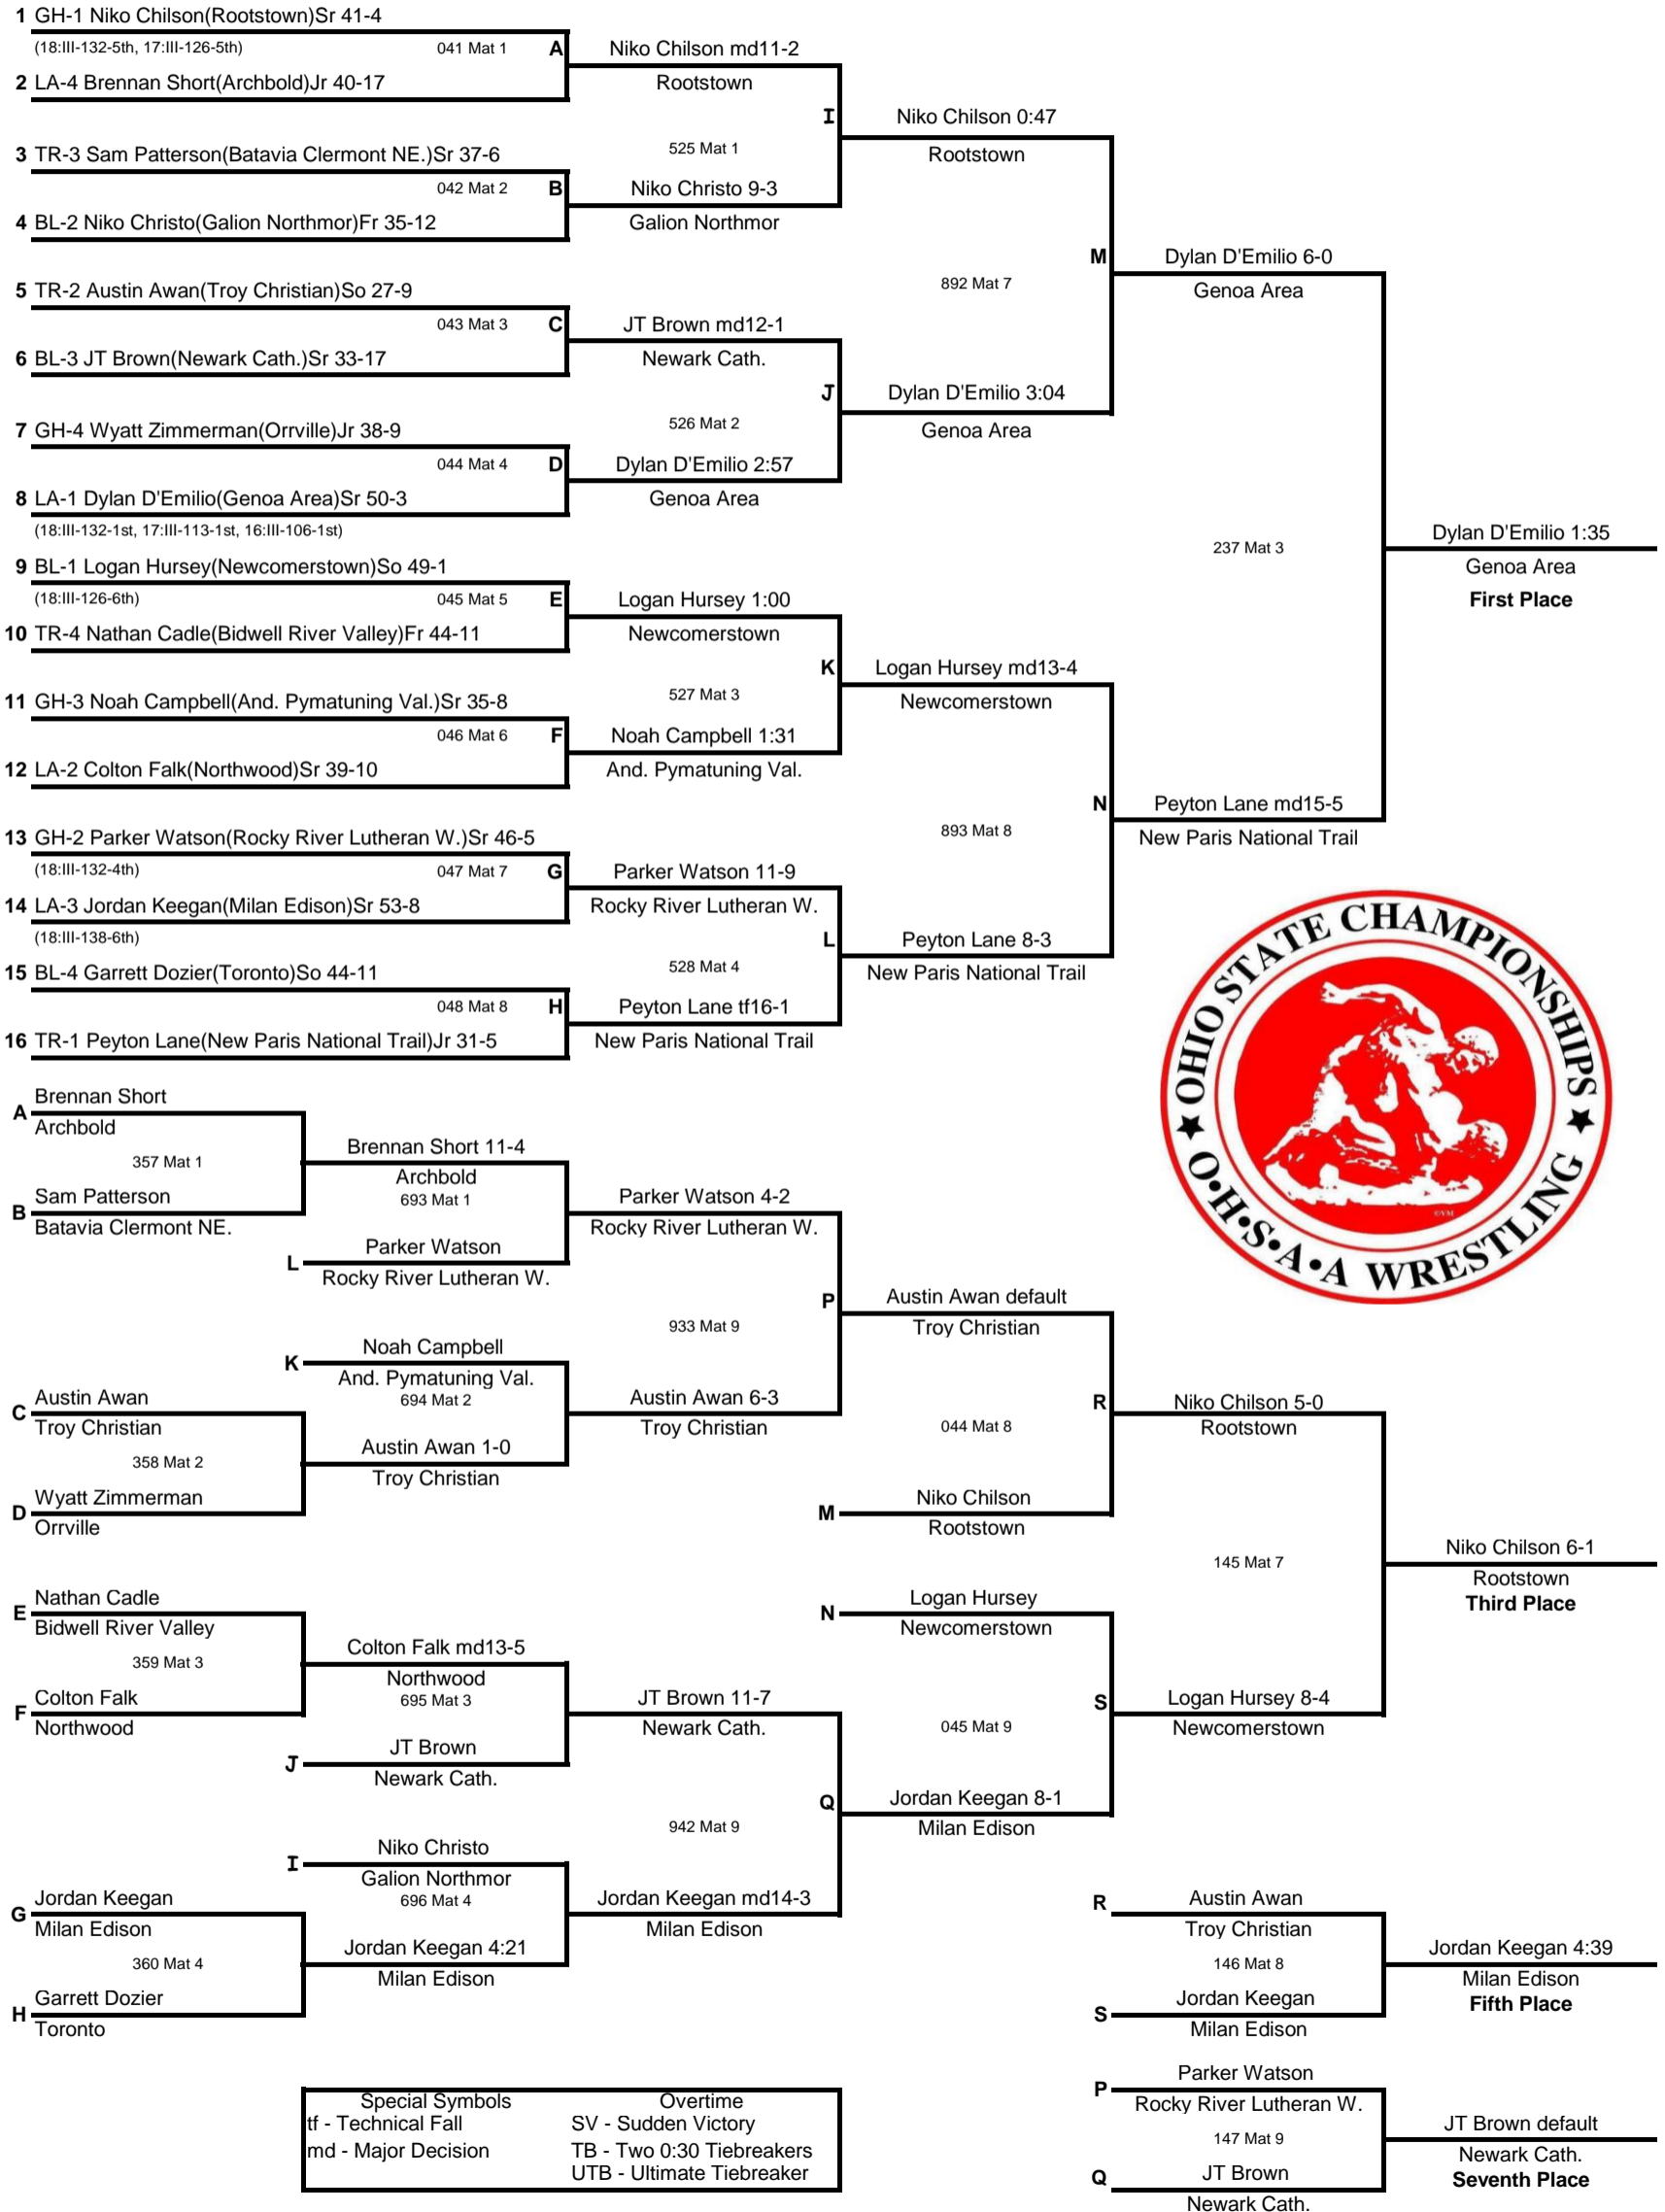 1 GH-1 Niko Chilson(Rootstown)Sr 41-4
(18:III-132-5th, 17:III-126-5th)
041 Mat 1
A
2 LA-4 Brennan Short(Archbold)Jr 40-17
Niko Chilson md11-2
Rootstown
3 TR-3 Sam Patterson(Batavia Clermont NE.)Sr 37-6
042 Mat 2
B
4 BL-2 Niko Christo(Galion Northmor)Fr 35-12
525 Mat 1
Niko Christo 9-3
Galion Northmor
I
Niko Chilson 0:47
Rootstown
5 TR-2 Austin Awan(Troy Christian)So 27-9
043 Mat 3
C
6 BL-3 JT Brown(Newark Cath.)Sr 33-17
JT Brown md12-1
Newark Cath.
7 GH-4 Wyatt Zimmerman(Orrville)Jr 38-9
044 Mat 4
D
8 LA-1 Dylan D'Emilio(Genoa Area)Sr 50-3
(18:III-132-1st, 17:III-113-1st, 16:III-106-1st)
526 Mat 2
Dylan D'Emilio 2:57
Genoa Area
J
Dylan D'Emilio 3:04
Genoa Area
892 Mat 7
M
Dylan D'Emilio 6-0
Genoa Area
9 BL-1 Logan Hursey(Newcomerstown)So 49-1
(18:III-126-6th)
045 Mat 5
E
10 TR-4 Nathan Cadle(Bidwell River Valley)Fr 44-11
Logan Hursey 1:00
Newcomerstown
11 GH-3 Noah Campbell(And. Pymatuning Val.)Sr 35-8
046 Mat 6
F
12 LA-2 Colton Falk(Northwood)Sr 39-10
527 Mat 3
Noah Campbell 1:31
And. Pymatuning Val.
K
Logan Hursey md13-4
Newcomerstown
13 GH-2 Parker Watson(Rocky River Lutheran W.)Sr 46-5
(18:III-132-4th)
047 Mat 7
G
14 LA-3 Jordan Keegan(Milan Edison)Sr 53-8
(18:III-138-6th)
Parker Watson 11-9
Rocky River Lutheran W.
15 BL-4 Garrett Dozier(Toronto)So 44-11
048 Mat 8
H
16 TR-1 Peyton Lane(New Paris National Trail)Jr 31-5
528 Mat 4
Peyton Lane tf16-1
New Paris National Trail
L
Peyton Lane 8-3
New Paris National Trail
893 Mat 8
N
Peyton Lane md15-5
New Paris National Trail
237 Mat 3
Dylan D'Emilio 1:35
Genoa Area
First Place
★ OHIO STATE CHAMPIONSHIPS ★
O•H•S•A•A WRESTLING
©VM
A
Brennan Short
Archbold
357 Mat 1
B
Sam Patterson
Batavia Clermont NE.
Brennan Short 11-4
Archbold
693 Mat 1
L
Parker Watson
Rocky River Lutheran W.
Parker Watson 4-2
Rocky River Lutheran W.
K
Noah Campbell
And. Pymatuning Val.
694 Mat 2
C
Austin Awan
Troy Christian
358 Mat 2
D
Wyatt Zimmerman
Orrville
Austin Awan 1-0
Troy Christian
Austin Awan 6-3
Troy Christian
933 Mat 9
P
Austin Awan default
Troy Christian
044 Mat 8
M
Niko Chilson
Rootstown
R
Niko Chilson 5-0
Rootstown
E
Nathan Cadle
Bidwell River Valley
359 Mat 3
F
Colton Falk
Northwood
Colton Falk md13-5
Northwood
695 Mat 3
J
JT Brown
Newark Cath.
JT Brown 11-7
Newark Cath.
I
Niko Christo
Galion Northmor
696 Mat 4
G
Jordan Keegan
Milan Edison
360 Mat 4
H
Garrett Dozier
Toronto
Jordan Keegan 4:21
Milan Edison
Jordan Keegan md14-3
Milan Edison
942 Mat 9
N
Logan Hursey
Newcomerstown
045 Mat 9
Q
Jordan Keegan 8-1
Milan Edison
S
Logan Hursey 8-4
Newcomerstown
145 Mat 7
Niko Chilson 6-1
Rootstown
Third Place
R
Austin Awan
Troy Christian
146 Mat 8
S
Jordan Keegan
Milan Edison
Jordan Keegan 4:39
Milan Edison
Fifth Place
P
Parker Watson
Rocky River Lutheran W.
147 Mat 9
Q
JT Brown
Newark Cath.
JT Brown default
Newark Cath.
Seventh Place
Special Symbols
tf - Technical Fall
md - Major Decision
Overtime
SV - Sudden Victory
TB - Two 0:30 Tiebreakers
UTB - Ultimate Tiebreaker